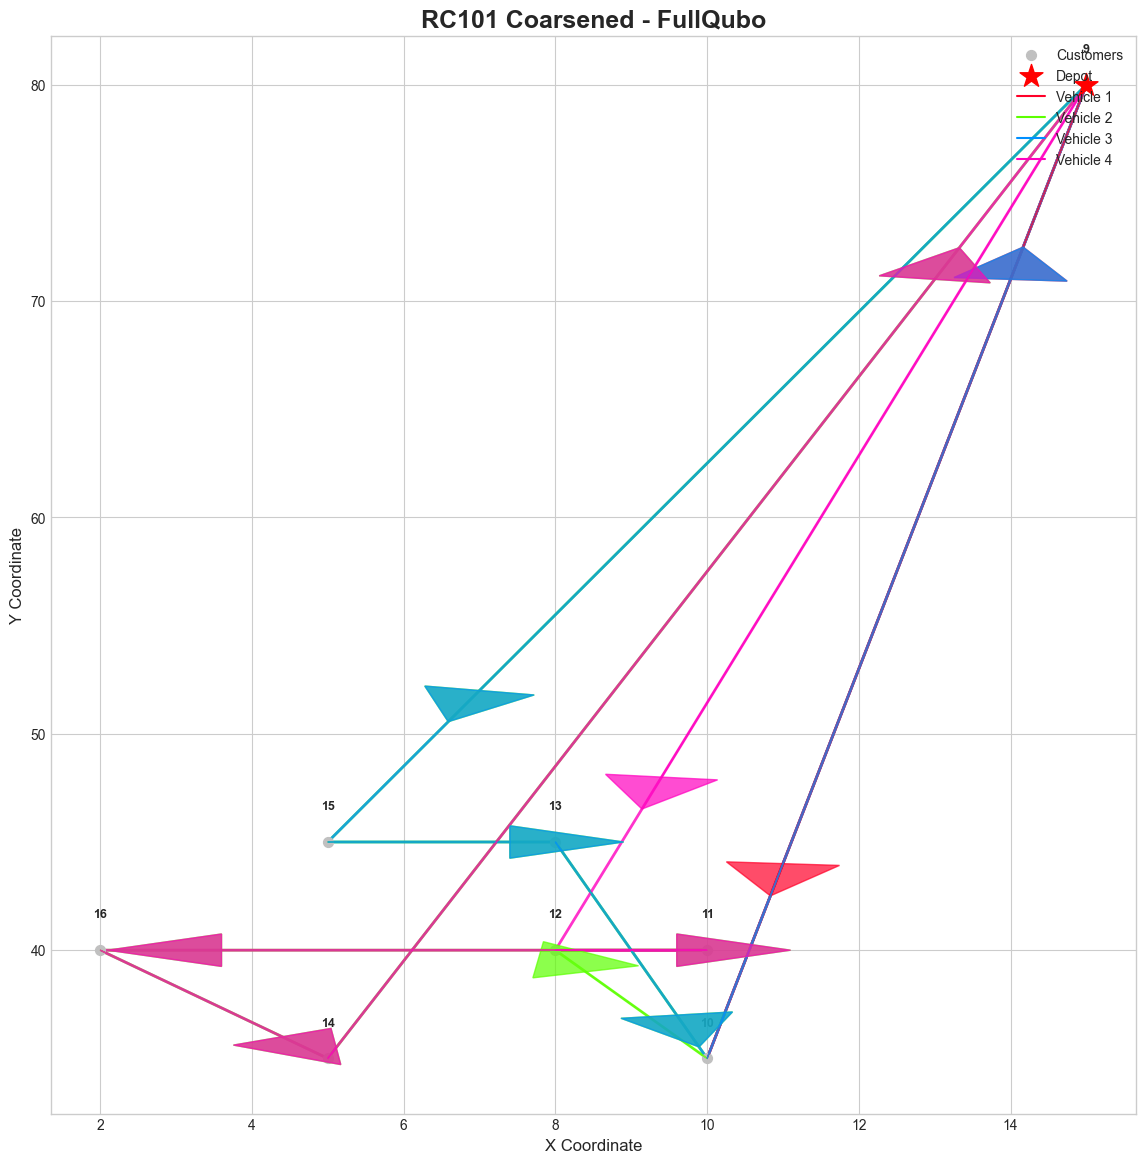 RC101 Coarsened - FullQubo
9
Customers
Depot
Vehicle 1
Vehicle 2
Vehicle 3
Vehicle 4
80
70
60
50
40
Y Coordinate
15
13
16
12
11
14
10
2
4
6
8
10
12
14
X Coordinate